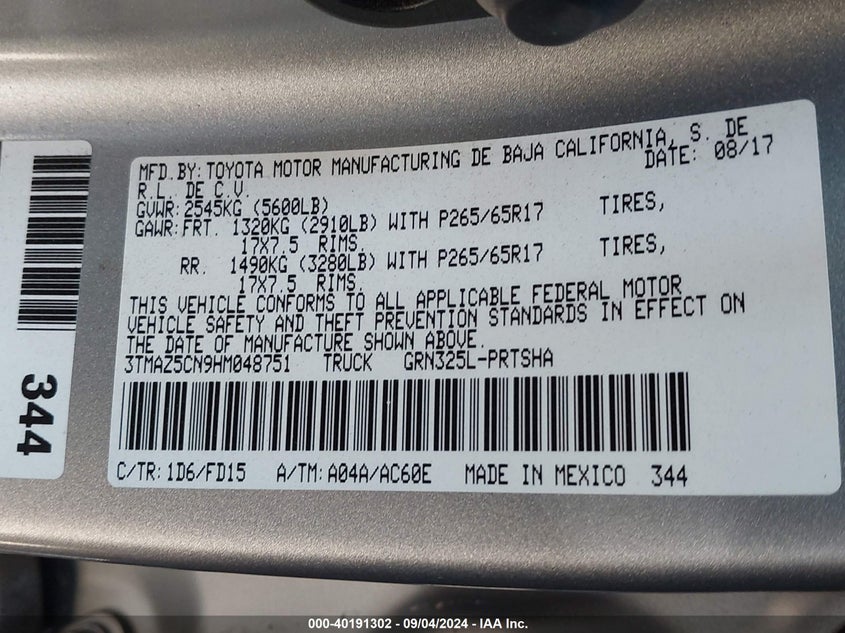 MFD.BY: TOYOTA MOTOR MANUFACTURING DE BAJA CALIFORNIA, S. DE
R.L. DE C.V. DATE: 08/17
GVWR: 2545KG (5600LB)
GAWR: FRT. 1320KG (2910LB) WITH P265/65R17 TIRES,
17X7.5 RIMS.
RR. 1490KG (3280LB) WITH P265/65R17 TIRES,
17X7.5 RIMS.
THIS VEHICLE CONFORMS TO ALL APPLICABLE FEDERAL MOTOR
VEHICLE SAFETY AND THEFT PREVENTION STANDARDS IN EFFECT ON
THE DATE OF MANUFACTURE SHOWN ABOVE.
3TMAZ5CN9HM048751 TRUCK GRN325L-PRTSHA
C/TR: 1D6/FD15 A/TM: A04A/AC60E MADE IN MEXICO 344
344
000-40191302 - 09/04/2024 - IAA Inc.